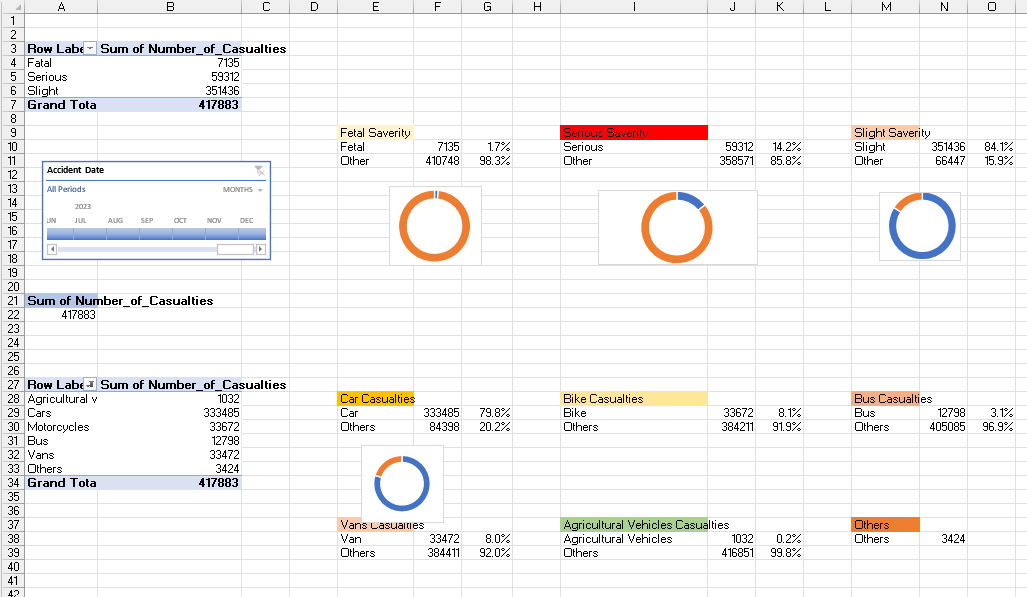 A B C D E F G H I J K L M N O
1
2
3 Row Labe Sum of Number_of_Casualties
4 Fatal 7135
5 Serious 59312
6 Slight 351436
7 Grand Tota 417883
8
9 Fetal Saverity Serious Saverity Slight Saverity
10 Fetal 7135 1.7% Serious 59312 14.2% Slight 351436 84.1%
11 Other 410748 98.3% Other 358571 85.8% Other 66447 15.9%
12 Accident Date
13 All Periods MONTHS
14 2023
15 UN JUL AUG SEP OCT NOV DEC
16
17
18
19
20
21 Sum of Number_of_Casualties
22 417883
23
24
25
26
27 Row Labe Sum of Number_of_Casualties
28 Agricultural v 1032 Car Casualties Bike Casualties Bus Casualties
29 Cars 333485 Car 333485 79.8% Bike 33672 8.1% Bus 12798 3.1%
30 Motorcycles 33672 Others 84398 20.2% Others 384211 91.9% Others 405085 96.9%
31 Bus 12798
32 Vans 33472
33 Others 3424
34 Grand Tota 417883
35
36
37 Vans Casualties Agricultural Vehicles Casualties Others
38 Van 33472 8.0% Agricultural Vehicles 1032 0.2% Others 3424
39 Others 384411 92.0% Others 416851 99.8%
40
41
42